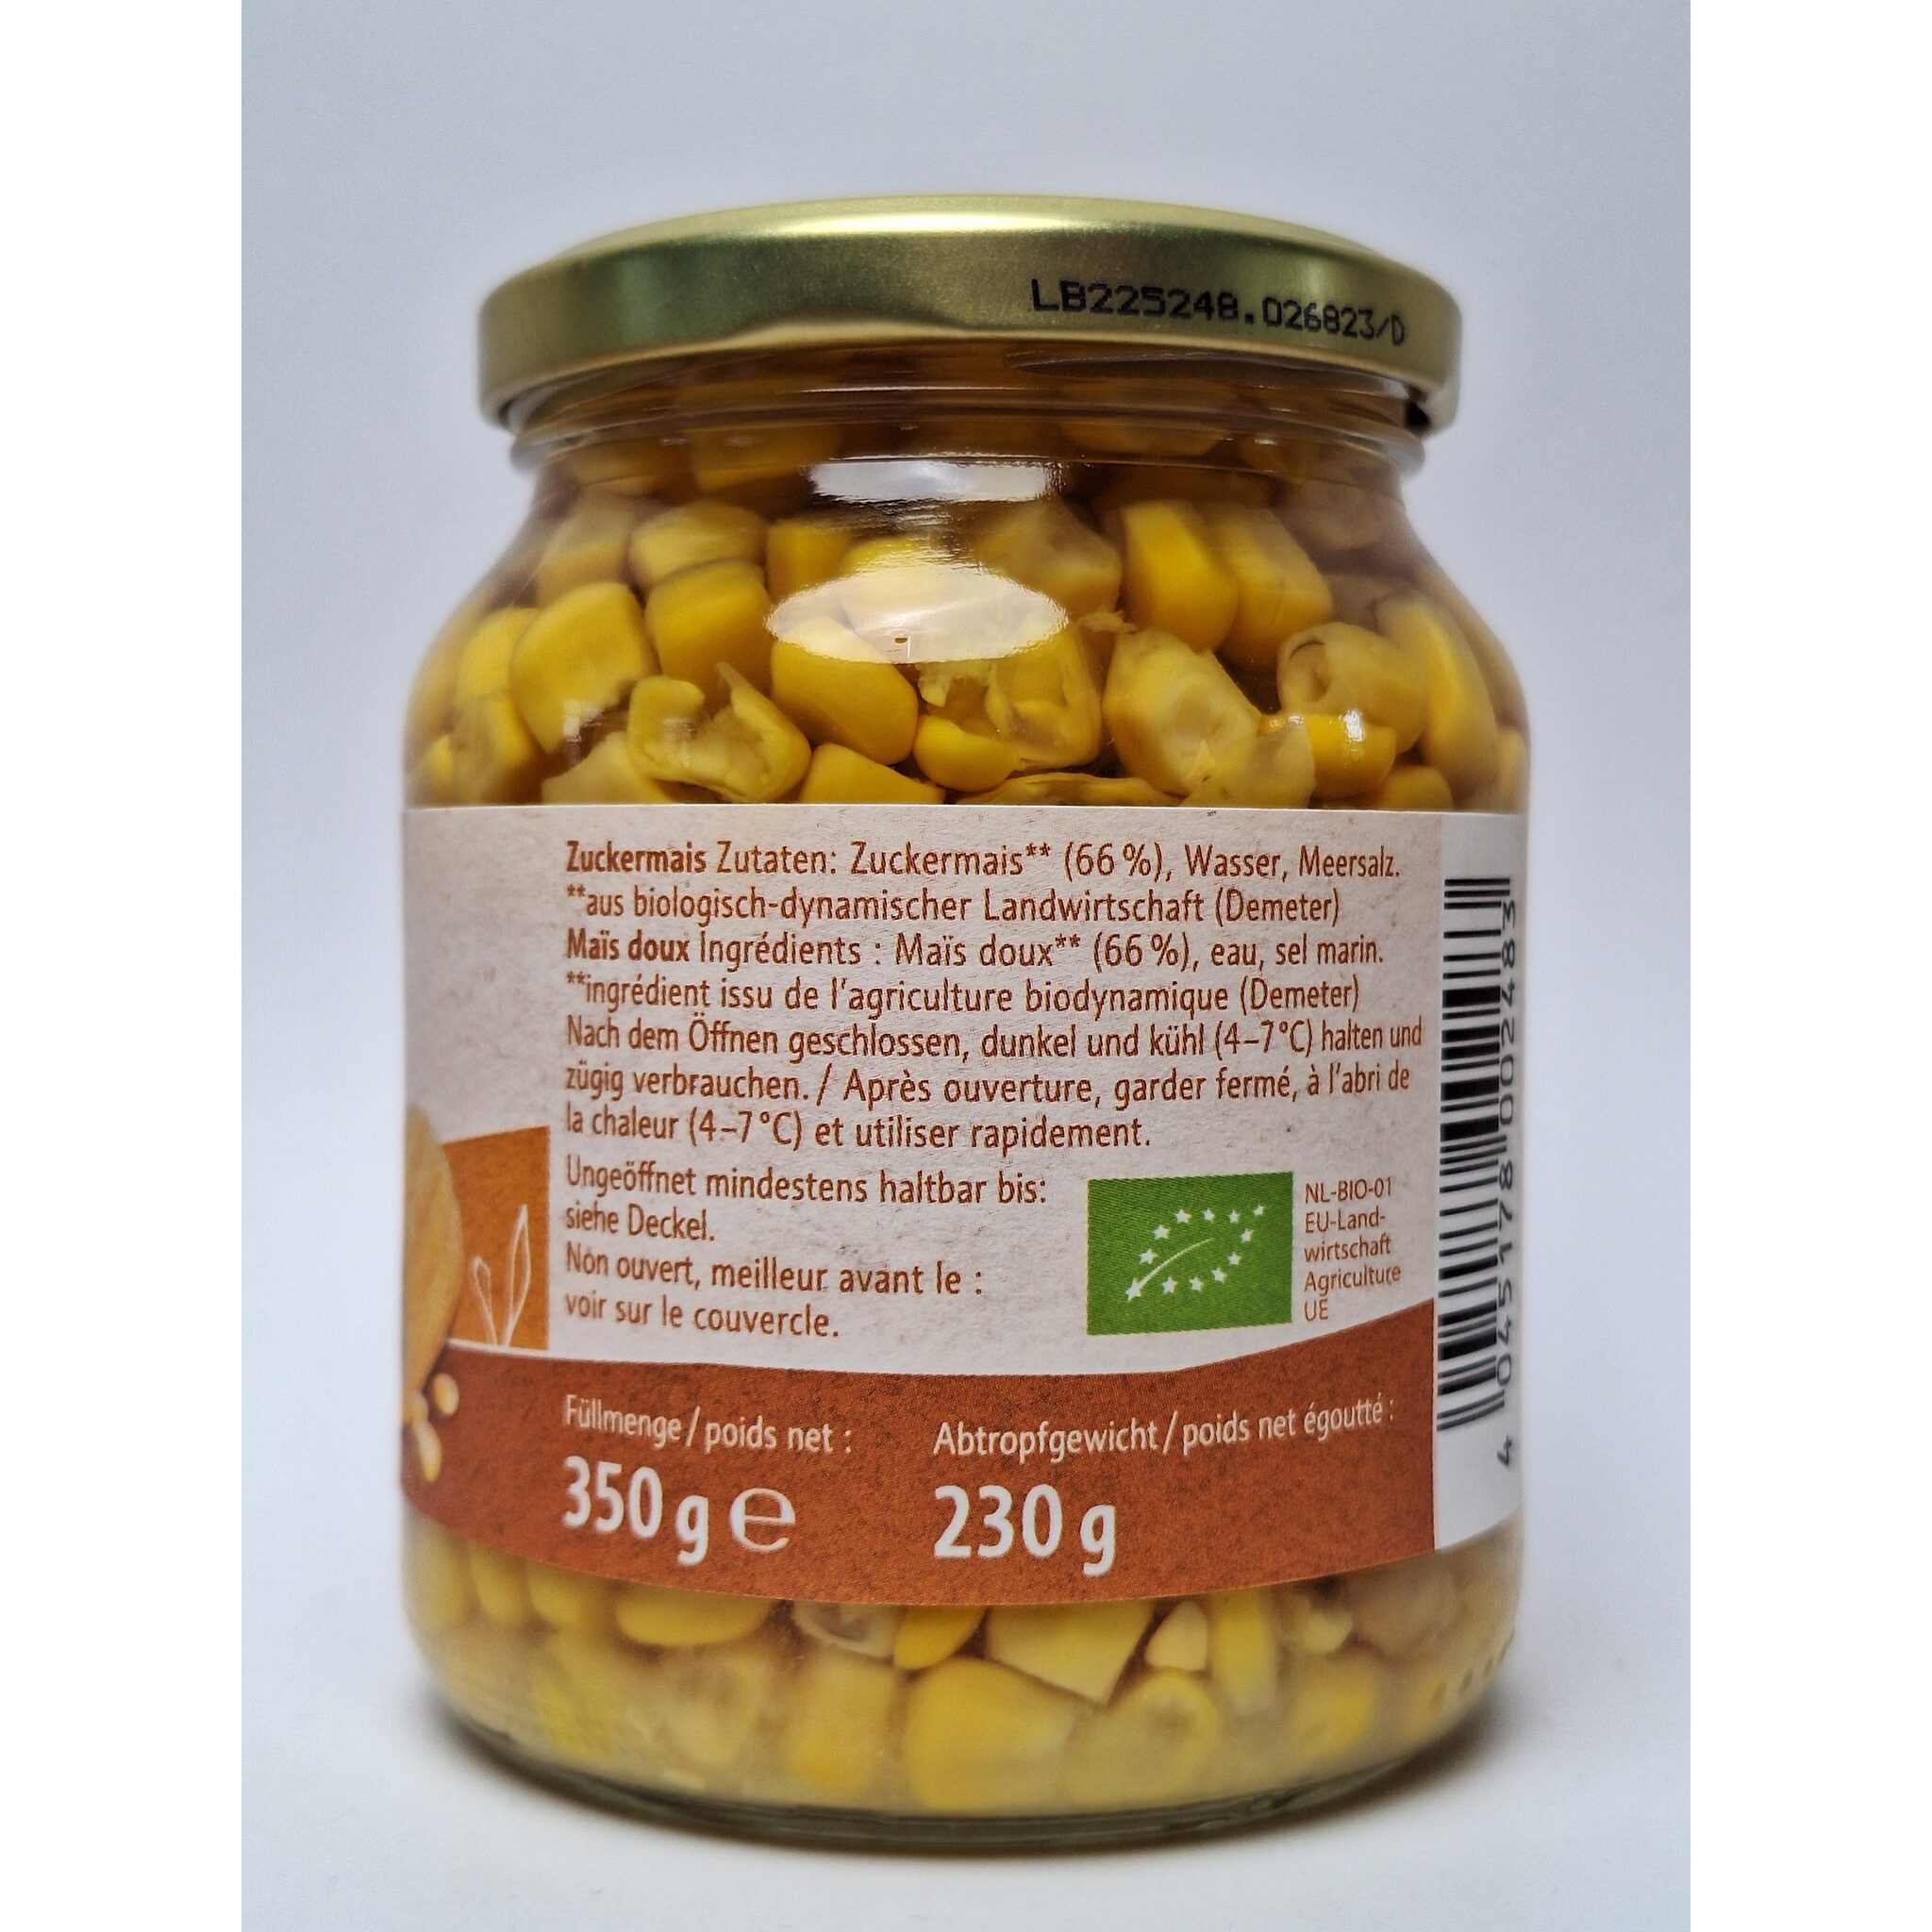 LB225248.026823/D
Zuckermais Zutaten: Zuckermais** (66 %), Wasser, Meersalz.
**aus biologisch-dynamischer Landwirtschaft (Demeter)
Maïs doux Ingrédients : Maïs doux** (66 %), eau, sel marin.
**ingrédient issu de l'agriculture biodynamique (Demeter)
Nach dem Öffnen geschlossen, dunkel und kühl (4–7 °C) halten und
zügig verbrauchen. / Après ouverture, garder fermé, à l'abri de
la chaleur (4–7 °C) et utiliser rapidement.
Ungeöffnet mindestens haltbar bis:
siehe Deckel.
Non ouvert, meilleur avant le :
voir sur le couvercle.
NL-BIO-01
EU-Land-
wirtschaft
Agriculture
UE
Füllmenge / poids net :
350 g ℮
Abtropfgewicht / poids net égoutté :
230 g
4 045178 002483